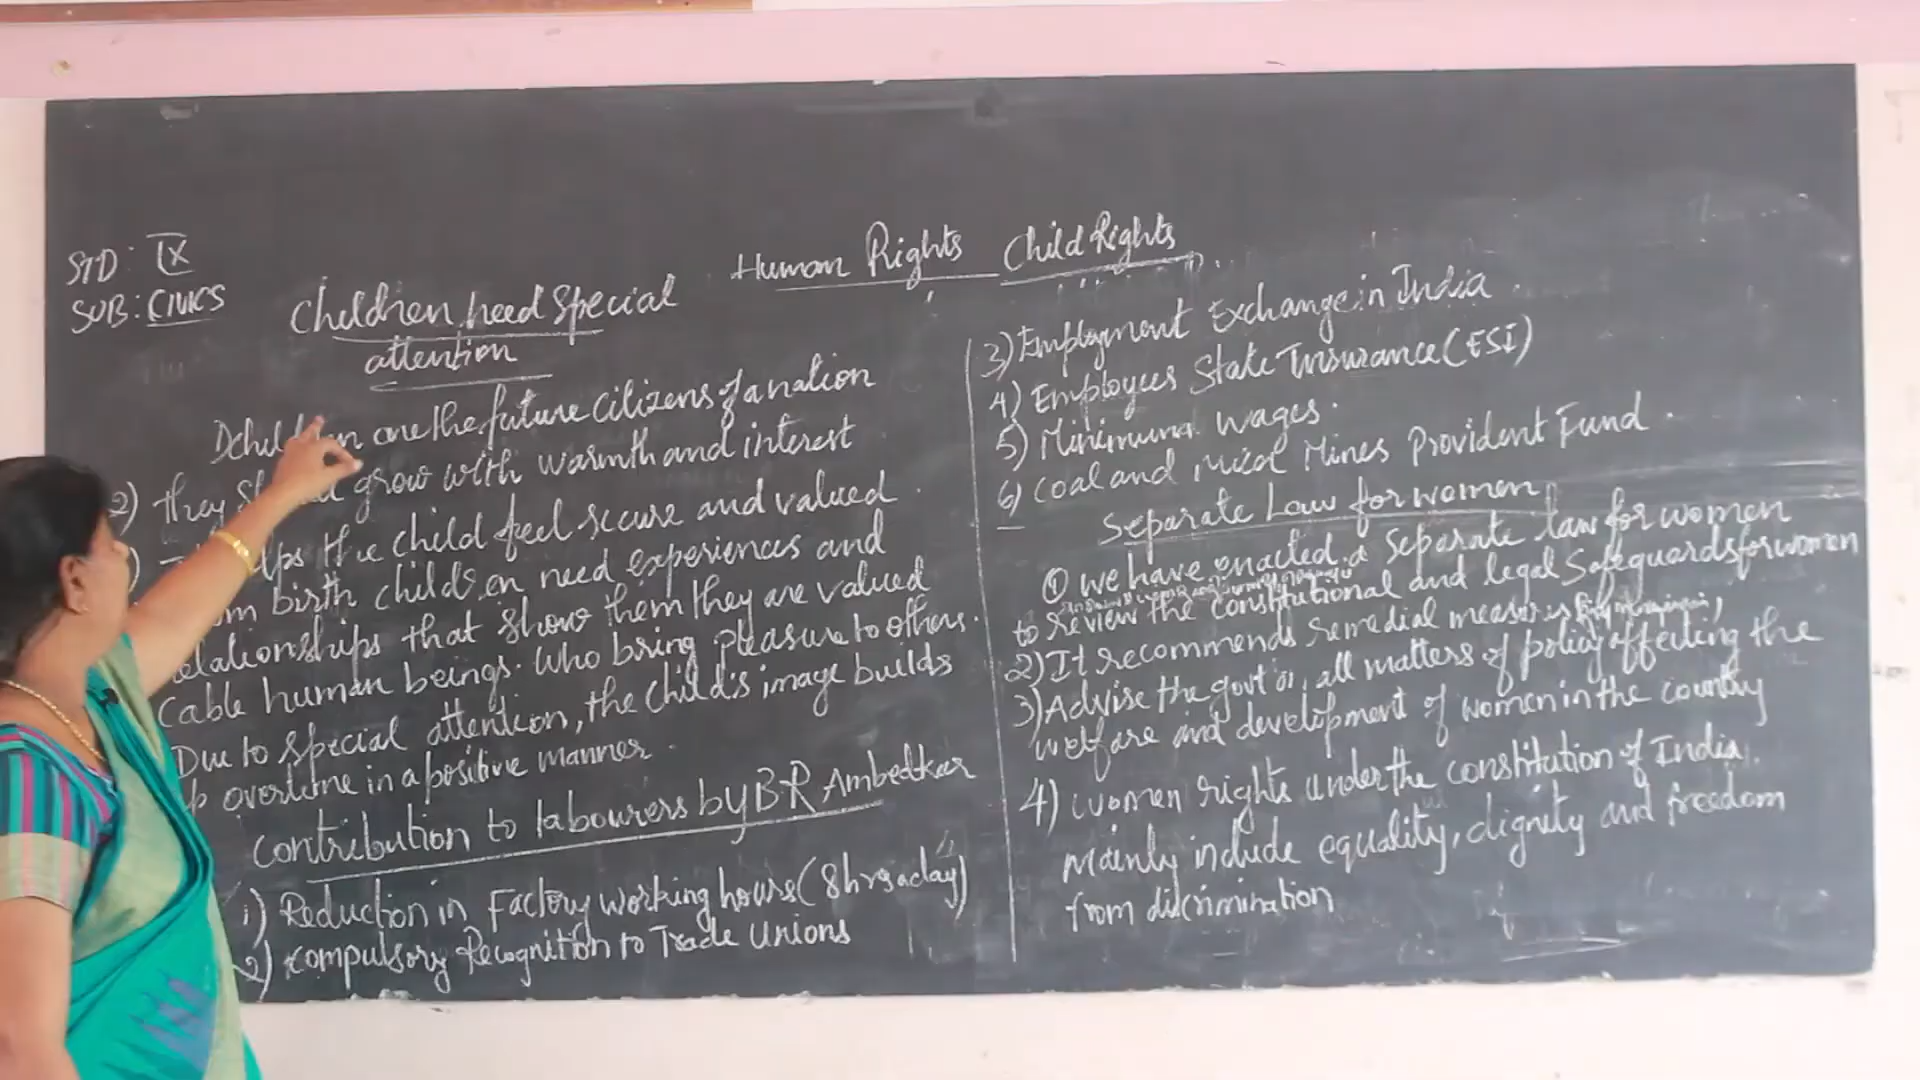 STD: IX
SUB: CIVICS
Human Rights Child Rights
Children need Special
attention
1) children are the future citizens of a nation
2) they grow with warmth and interest
the child feel secure and valued
birth children need experiences and
relationships that show them they are valued
cable human beings. Who bring pleasure to others.
Due to special attention, the child's image builds
overtime in a positive manner.
Contribution to labourers by B.R Ambedkar
1) Reduction in Factory working hours (8hrs a day)
2) compulsory Recognition to Trade Unions
3) Employment Exchange in India
4) Employees State Insurance (ESI)
5) Minimum wages.
6) Coal and Mines Provident Fund.
Separate Law for women
① we have enacted a separate law for women
to review the constitutional and legal safeguards for women
2) It recommends remedial measures
3) Advise the govt on all matters of policy affecting the
welfare and development of women in the country
4) women rights under the constitution of India.
Mainly include equality, dignity and freedom
from discrimination